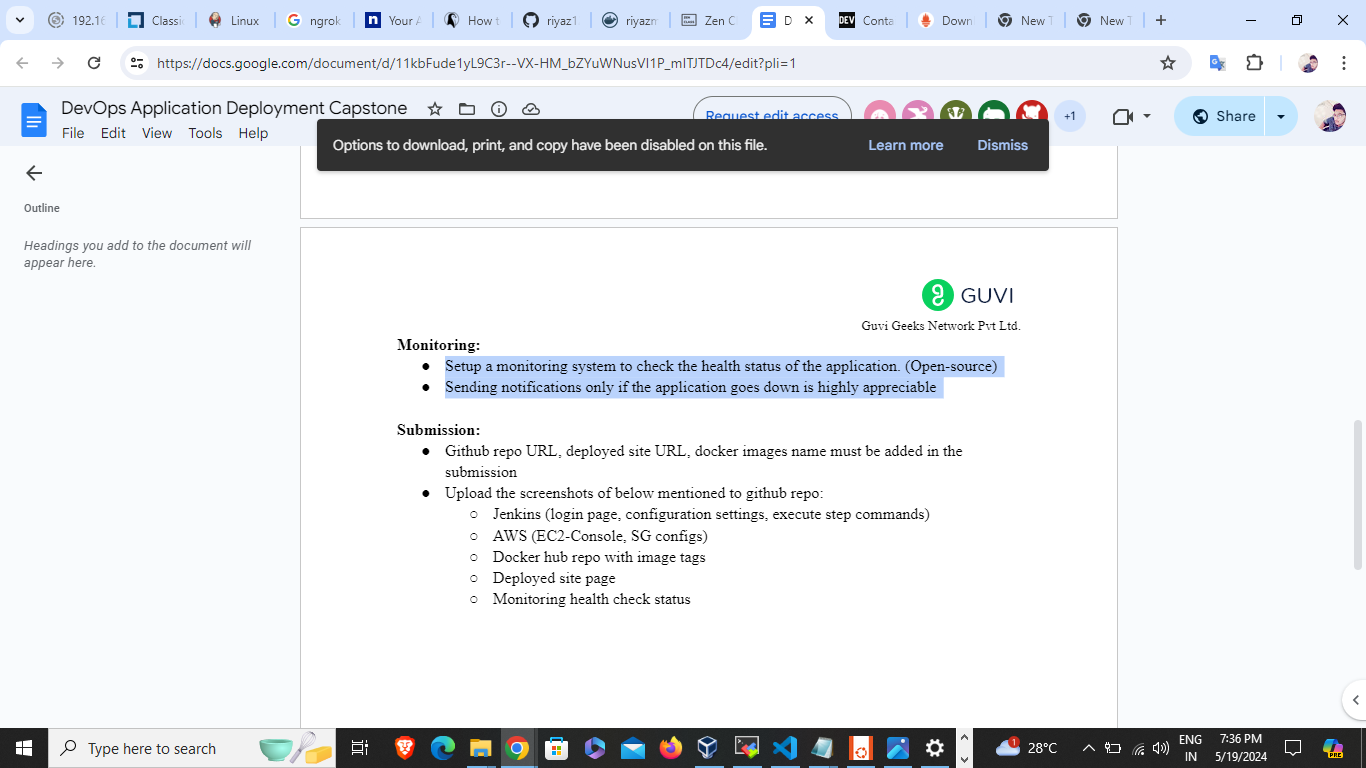 192.16
Classic
Linux
ngrok
Your A
How t
riyaz1
riyazm
Zen C
D
Conta
Down
New T
New T
https://docs.google.com/document/d/11kbFude1yL9C3r--VX-HM_bZYuWNusVI1P_mITJTDc4/edit?pli=1
DevOps Application Deployment Capstone
File Edit View Tools Help
Request edit access
+1
Share
Options to download, print, and copy have been disabled on this file.
Learn more
Dismiss
Outline
Headings you add to the document will
appear here.
GUVI
Guvi Geeks Network Pvt Ltd.
Monitoring:
● Setup a monitoring system to check the health status of the application. (Open-source)
● Sending notifications only if the application goes down is highly appreciable
Submission:
● Github repo URL, deployed site URL, docker images name must be added in the
submission
● Upload the screenshots of below mentioned to github repo:
○ Jenkins (login page, configuration settings, execute step commands)
○ AWS (EC2-Console, SG configs)
○ Docker hub repo with image tags
○ Deployed site page
○ Monitoring health check status
Type here to search
1
28°C
ENG
IN
7:36 PM
5/19/2024
PRE